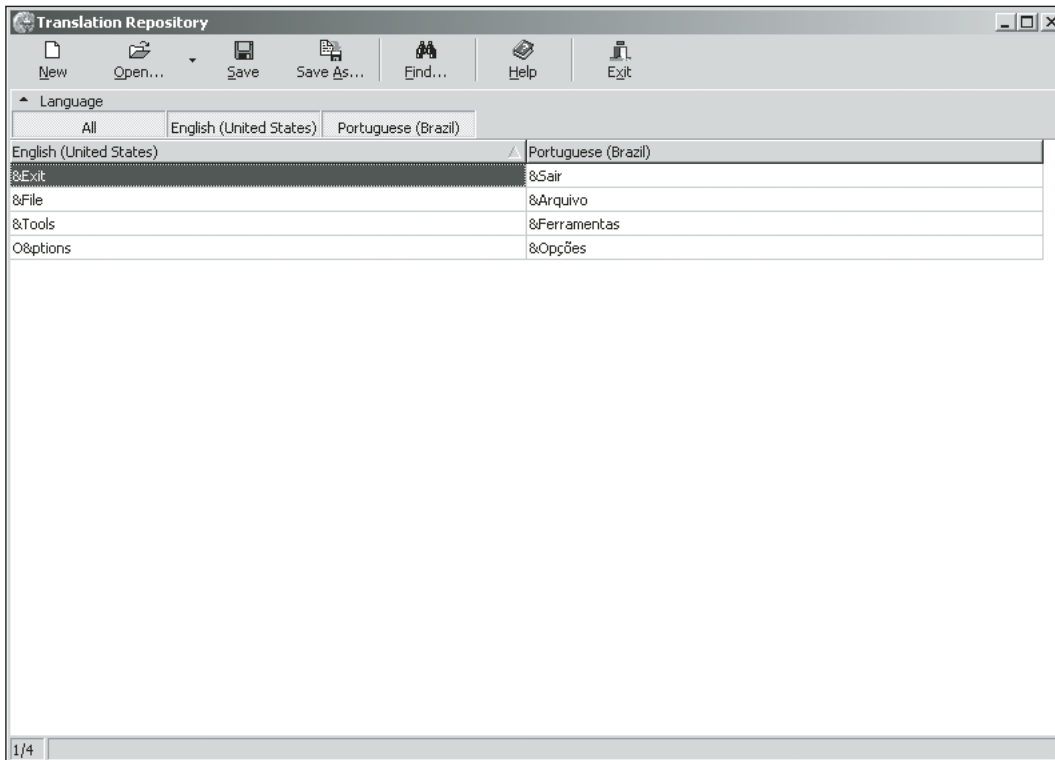 Translation Repository
New Open... Save Save As... Find... Help Exit
Language
All English (United States) Portuguese (Brazil)
English (United States) Portuguese (Brazil)
&Exit &Sair
&File &Arquivo
&Tools &Ferramentas
O&ptions &Opções
1/4